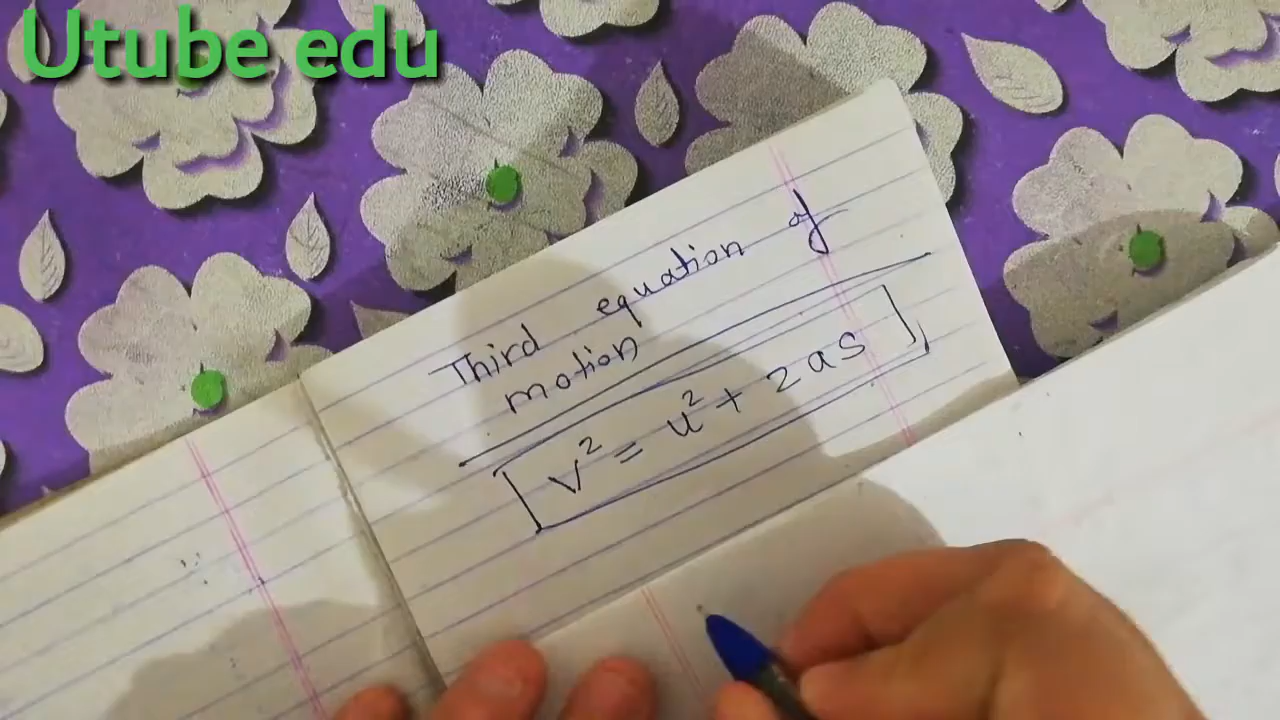 Utube edu
Third equation of
motion
v² = u² + 2as